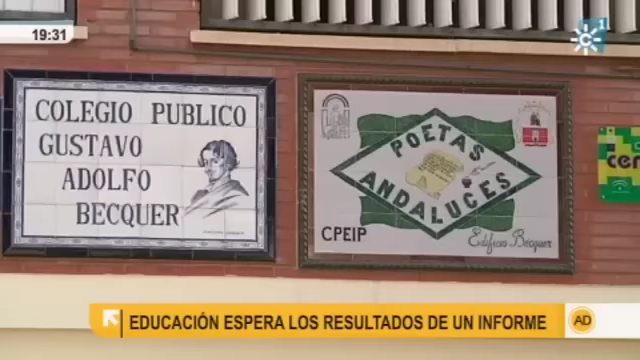 19:31
COLEGIO PUBLICO
GUSTAVO
ADOLFO
BECQUER
POETAS
ANDALUCES
CPEIP
Edificio Becquer
cen
EDUCACIÓN ESPERA LOS RESULTADOS DE UN INFORME
AD